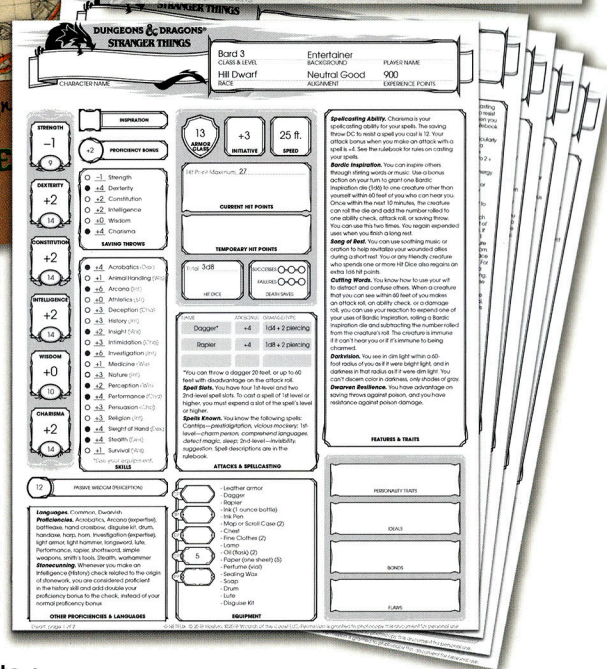 STRANGER THINGS
DUNGEONS & DRAGONS®
STRANGER THINGS
CHARACTER NAME
Bard 3
CLASS & LEVEL
Entertainer
BACKGROUND
PLAYER NAME
Hill Dwarf
RACE
Neutral Good
ALIGNMENT
900
EXPERIENCE POINTS
STRENGTH
-1
9
DEXTERITY
+2
14
CONSTITUTION
+2
14
INTELLIGENCE
+2
14
WISDOM
+0
10
CHARISMA
+2
14
INSPIRATION
+2
PROFICIENCY BONUS
-1 Strength
+4 Dexterity
+2 Constitution
+2 Intelligence
+0 Wisdom
+4 Charisma
SAVING THROWS
+4 Acrobatics (Dex)
+1 Animal Handling (Wis)
+6 Arcana (Int)
+0 Athletics (Str)
+3 Deception (Cha)
+3 History (Int)
+2 Insight (Wis)
+3 Intimidation (Cha)
+6 Investigation (Int)
+1 Medicine (Wis)
+3 Nature (Int)
+2 Perception (Wis)
+4 Performance (Cha)
+3 Persuasion (Cha)
+3 Religion (Int)
+4 Sleight of Hand (Dex)
+4 Stealth (Dex)
+1 Survival (Wis)
SKILLS
12
PASSIVE WISDOM (PERCEPTION)
Languages. Common, Dwarvish
Proficiencies. Acrobatics, Arcana (expertise),
battleaxe, hand crossbow, disguise kit, drum,
handaxe, harp, horn, Investigation (expertise),
light armor, light hammer, longsword, lute,
Performance, rapier, shortsword, simple
weapons, smith's tools, Stealth, warhammer
Stonecunning. Whenever you make an
Intelligence (History) check related to the origin
of stonework, you are considered proficient
in the history skill and add double your
proficiency bonus to the check, instead of your
normal proficiency bonus.
OTHER PROFICIENCIES & LANGUAGES
13
ARMOR
CLASS
+3
INITIATIVE
25 ft.
SPEED
Hit Point Maximum 27
CURRENT HIT POINTS
TEMPORARY HIT POINTS
Total 3d8
HIT DICE
SUCCESSES
FAILURES
DEATH SAVES
NAME ATK BONUS
Dagger* +4 1d4 + 2 piercing
Rapier +4 1d8 + 2 piercing
*You can throw a dagger 20 feet, or up to 60
feet with disadvantage on the attack roll.
Spell Slots. You have four 1st-level and two
2nd-level spell slots. To cast a spell of 1st level or
higher, you must expend a slot of the spell's level
or higher.
Spells Known. You know the following spells:
Cantrips—prestidigitation, vicious mockery; 1st-
level—charm person, comprehend languages,
detect magic, sleep; 2nd-level—invisibility,
suggestion. Spell descriptions are in the
rulebook.
ATTACKS & SPELLCASTING
5
- Leather armor
- Dagger
- Rapier
- Ink (1 ounce bottle)
- Ink Pen
- Map or Scroll Case (2)
- Chest
- Fine Clothes (2)
- Lamp
- Oil (flask) (2)
- Paper (one sheet) (5)
- Perfume (vial)
- Sealing Wax
- Soap
- Drum
- Lute
- Disguise Kit
EQUIPMENT
Spellcasting Ability. Charisma is your
spellcasting ability for your spells. The saving
throw DC to resist a spell you cast is 12. Your
attack bonus when you make an attack with a
spell is +4. See the rulebook for rules on casting
your spells.
Bardic Inspiration. You can inspire others
through stirring words or music. Use a bonus
action on your turn to grant one Bardic
Inspiration die (1d6) to one creature other than
yourself within 60 feet of you who can hear you.
Once within the next 10 minutes, the creature
can roll the die and add the number rolled to
one ability check, attack roll, or saving throw.
You can use this two times. You regain expended
uses when you finish a long rest.
Song of Rest. You can use soothing music or
oration to help revitalize your wounded allies
during a short rest. You or any friendly creature
who spends one or more Hit Dice also regains an
extra 1d6 hit points.
Cutting Words. You know how to use your wit
to distract and confuse others. When a creature
that you can see within 60 feet of you makes
an attack roll, an ability check, or a damage
roll, you can use your reaction to expend one of
your uses of Bardic Inspiration, rolling a Bardic
Inspiration die and subtracting the number rolled
from the creature's roll. The creature is immune
if it can't hear you or if it's immune to being
charmed.
Darkvision. You see in dim light within a 60-
foot radius of you as if it were bright light, and in
darkness in that radius as if it were dim light. You
can't discern color in darkness, only shades of gray.
Dwarven Resilience. You have advantage on
saving throws against poison, and you have
resistance against poison damage.
FEATURES & TRAITS
PERSONALITY TRAITS
IDEALS
BONDS
FLAWS
Dwarf, page 1 of 2